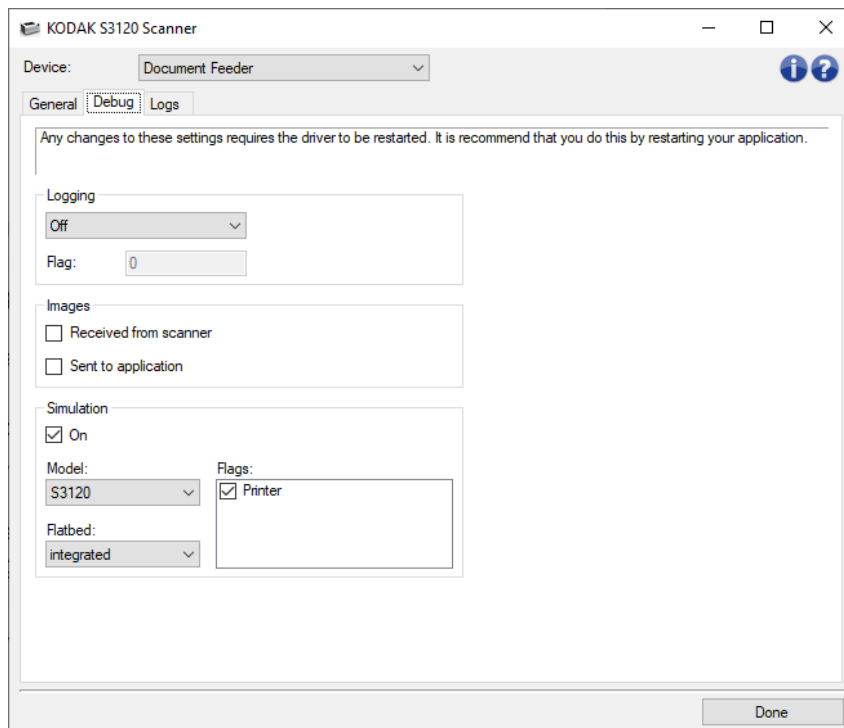 KODAK S3120 Scanner
Device: Document Feeder
General Debug Logs
Any changes to these settings requires the driver to be restarted. It is recommend that you do this by restarting your application.
Logging
Off
Flag: 0
Images
Received from scanner
Sent to application
Simulation
On
Model: Flags:
S3120 Printer
Flatbed:
integrated
Done